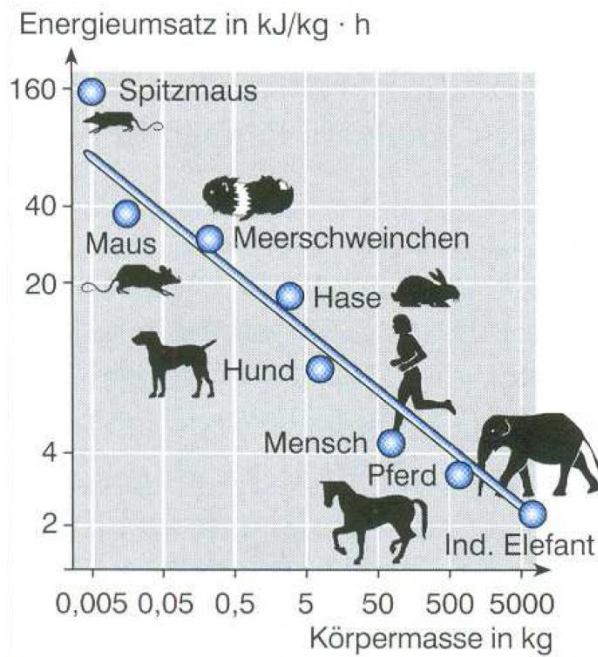 Energieumsatz in kJ/kg · h
160
Spitzmaus
40
Maus
Meerschweinchen
20
Hase
Hund
4
Mensch
Pferd
2
Ind. Elefant
0,005 0,05 0,5 5 50 500 5000
Körpermasse in kg